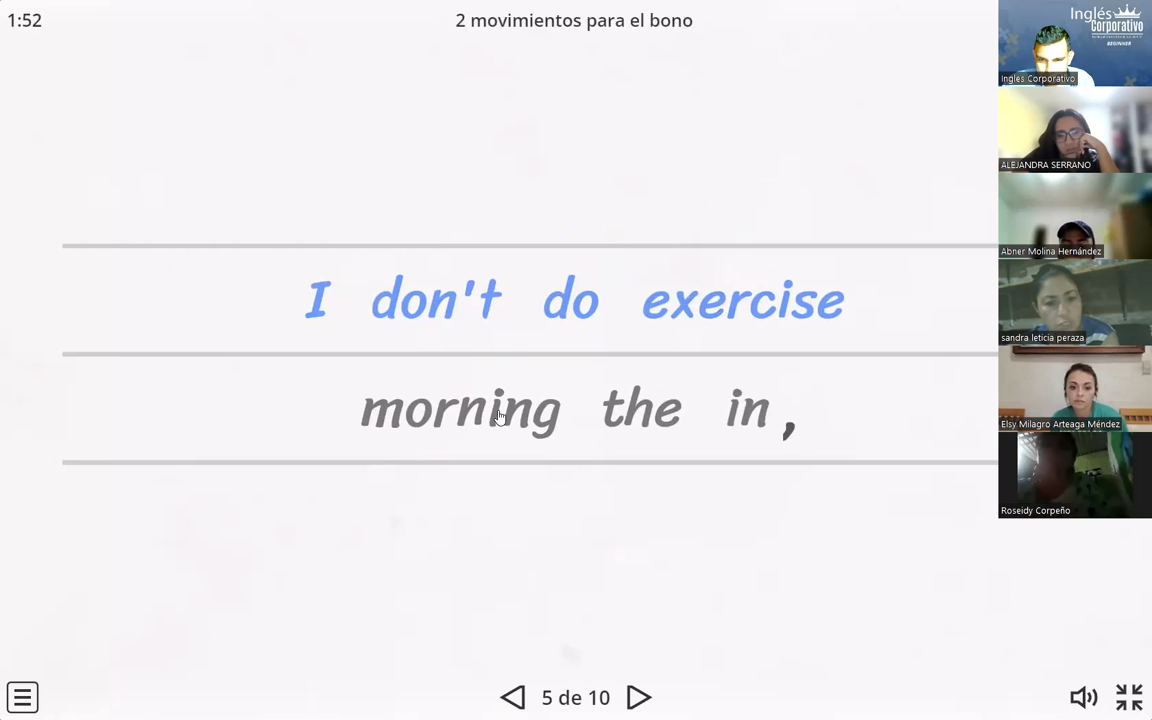 1:52
2 movimientos para el bono
I don't do exercise
morning the in ,
5 de 10
Inglés
Corporativo
BEGINNER
Ingles Corporativo
ALEJANDRA SERRANO
Abner Molina Hernández
sandra leticia peraza
Elsy Milagro Arteaga Méndez
Roseidy Corpeño